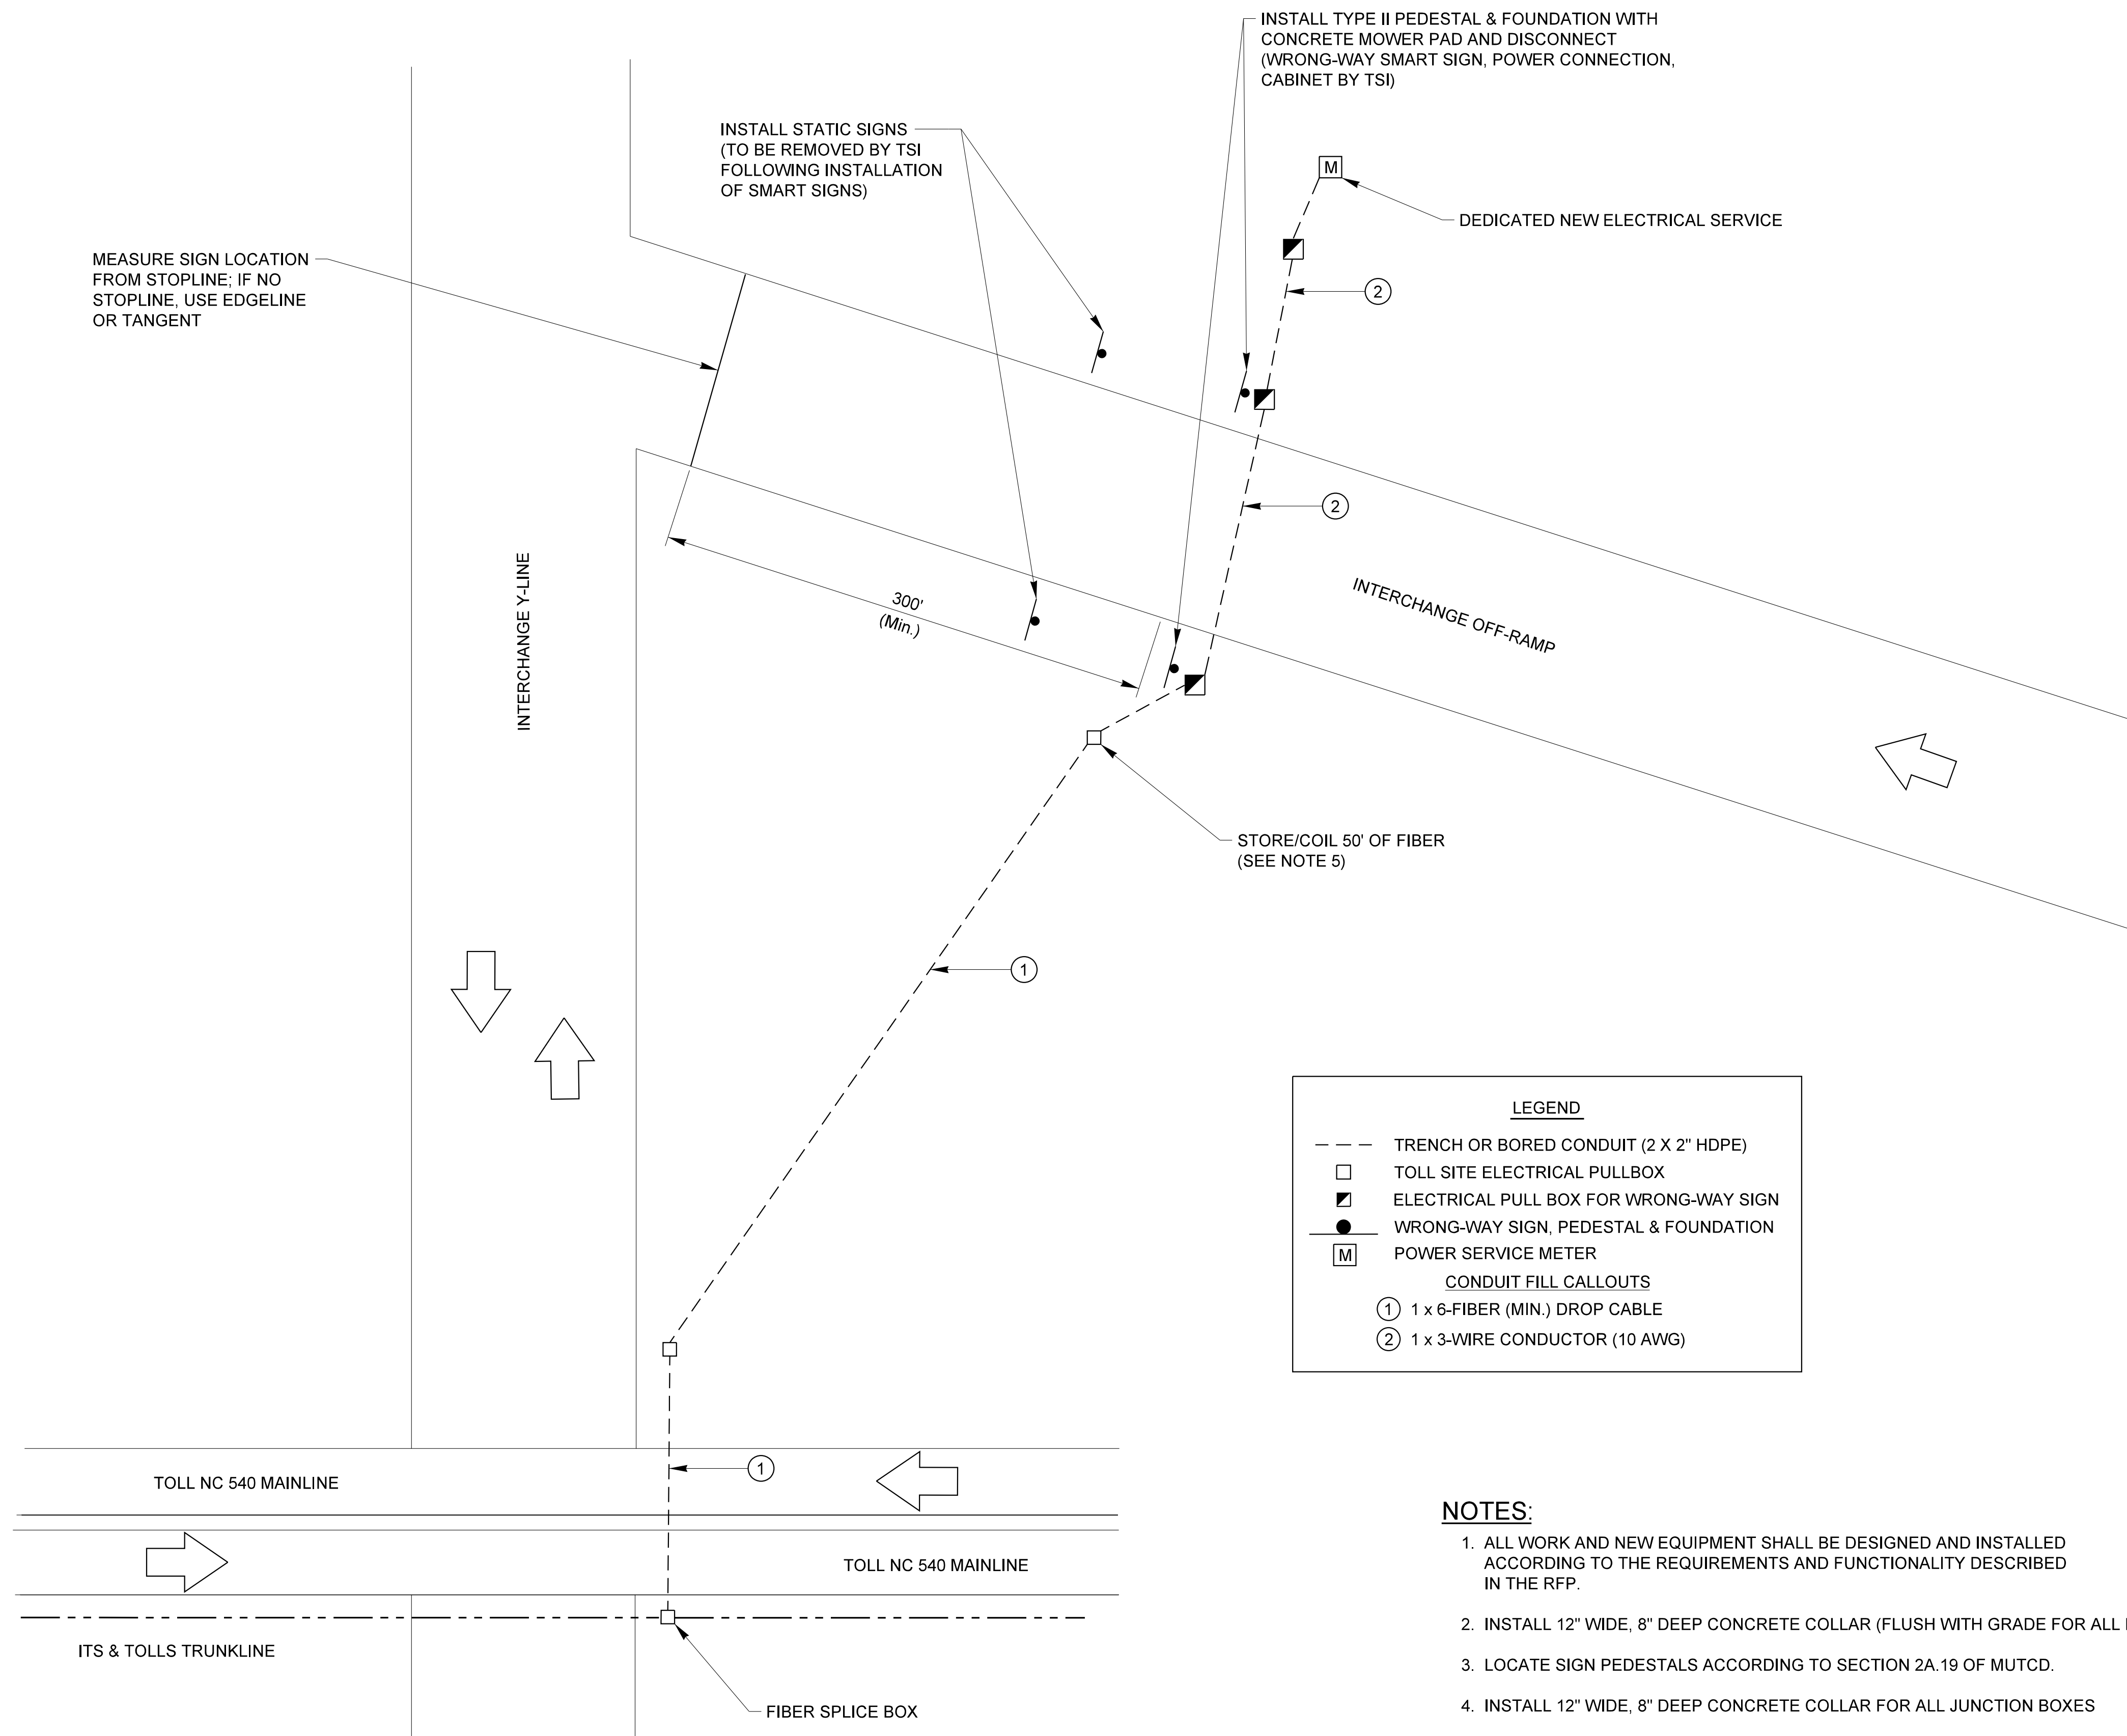 INSTALL TYPE II PEDESTAL & FOUNDATION WITH
CONCRETE MOWER PAD AND DISCONNECT
(WRONG-WAY SMART SIGN, POWER CONNECTION,
CABINET BY TSI)
INSTALL STATIC SIGNS
(TO BE REMOVED BY TSI
FOLLOWING INSTALLATION
OF SMART SIGNS)
M
DEDICATED NEW ELECTRICAL SERVICE
MEASURE SIGN LOCATION
FROM STOPLINE; IF NO
STOPLINE, USE EDGELINE
OR TANGENT
2
2
INTERCHANGE Y-LINE
300'
(Min.)
INTERCHANGE OFF-RAMP
STORE/COIL 50' OF FIBER
(SEE NOTE 5)
1
LEGEND
TRENCH OR BORED CONDUIT (2 X 2" HDPE)
TOLL SITE ELECTRICAL PULLBOX
ELECTRICAL PULL BOX FOR WRONG-WAY SIGN
WRONG-WAY SIGN, PEDESTAL & FOUNDATION
M POWER SERVICE METER
CONDUIT FILL CALLOUTS
1 1 x 6-FIBER (MIN.) DROP CABLE
2 1 x 3-WIRE CONDUCTOR (10 AWG)
TOLL NC 540 MAINLINE
1
TOLL NC 540 MAINLINE
ITS & TOLLS TRUNKLINE
FIBER SPLICE BOX
NOTES:
1. ALL WORK AND NEW EQUIPMENT SHALL BE DESIGNED AND INSTALLED
ACCORDING TO THE REQUIREMENTS AND FUNCTIONALITY DESCRIBED
IN THE RFP.
2. INSTALL 12" WIDE, 8" DEEP CONCRETE COLLAR (FLUSH WITH GRADE FOR ALL
3. LOCATE SIGN PEDESTALS ACCORDING TO SECTION 2A.19 OF MUTCD.
4. INSTALL 12" WIDE, 8" DEEP CONCRETE COLLAR FOR ALL JUNCTION BOXES